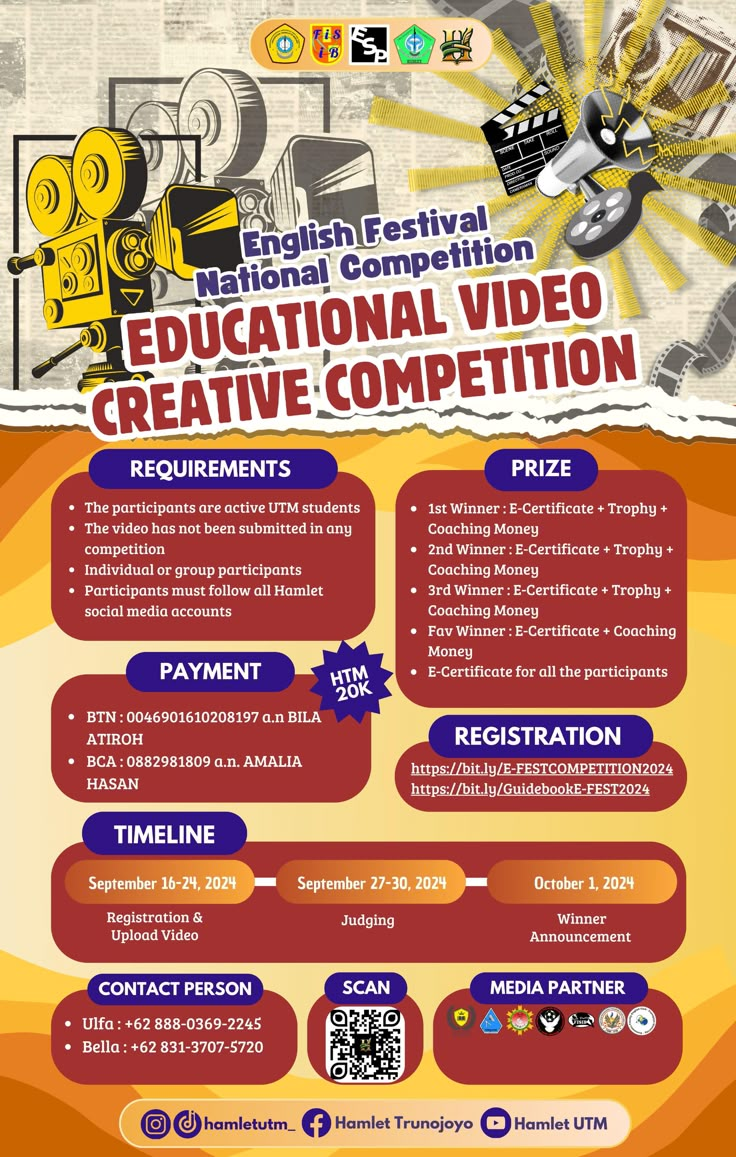 FiS
iB
ESP
SCENE
TAKE
ROLL
English Festival
National Competition
EDUCATIONAL VIDEO
CREATIVE COMPETITION
REQUIREMENTS
• The participants are active UTM students
• The video has not been submitted in any
competition
• Individual or group participants
• Participants must follow all Hamlet
social media accounts
PRIZE
• 1st Winner : E-Certificate + Trophy +
Coaching Money
• 2nd Winner : E-Certificate + Trophy +
Coaching Money
• 3rd Winner : E-Certificate + Trophy +
Coaching Money
• Fav Winner : E-Certificate + Coaching
Money
• E-Certificate for all the participants
PAYMENT
HTM
20K
• BTN : 0046901610208197 a.n BILA
ATIROH
• BCA : 0882981809 a.n. AMALIA
HASAN
REGISTRATION
https://bit.ly/E-FESTCOMPETITION2024
https://bit.ly/GuidebookE-FEST2024
TIMELINE
September 16-24, 2024
September 27-30, 2024
October 1, 2024
Registration &
Upload Video
Judging
Winner
Announcement
CONTACT PERSON
• Ulfa : +62 888-0369-2245
• Bella : +62 831-3707-5720
SCAN
MEDIA PARTNER
hamletutm_
Hamlet Trunojoyo
Hamlet UTM